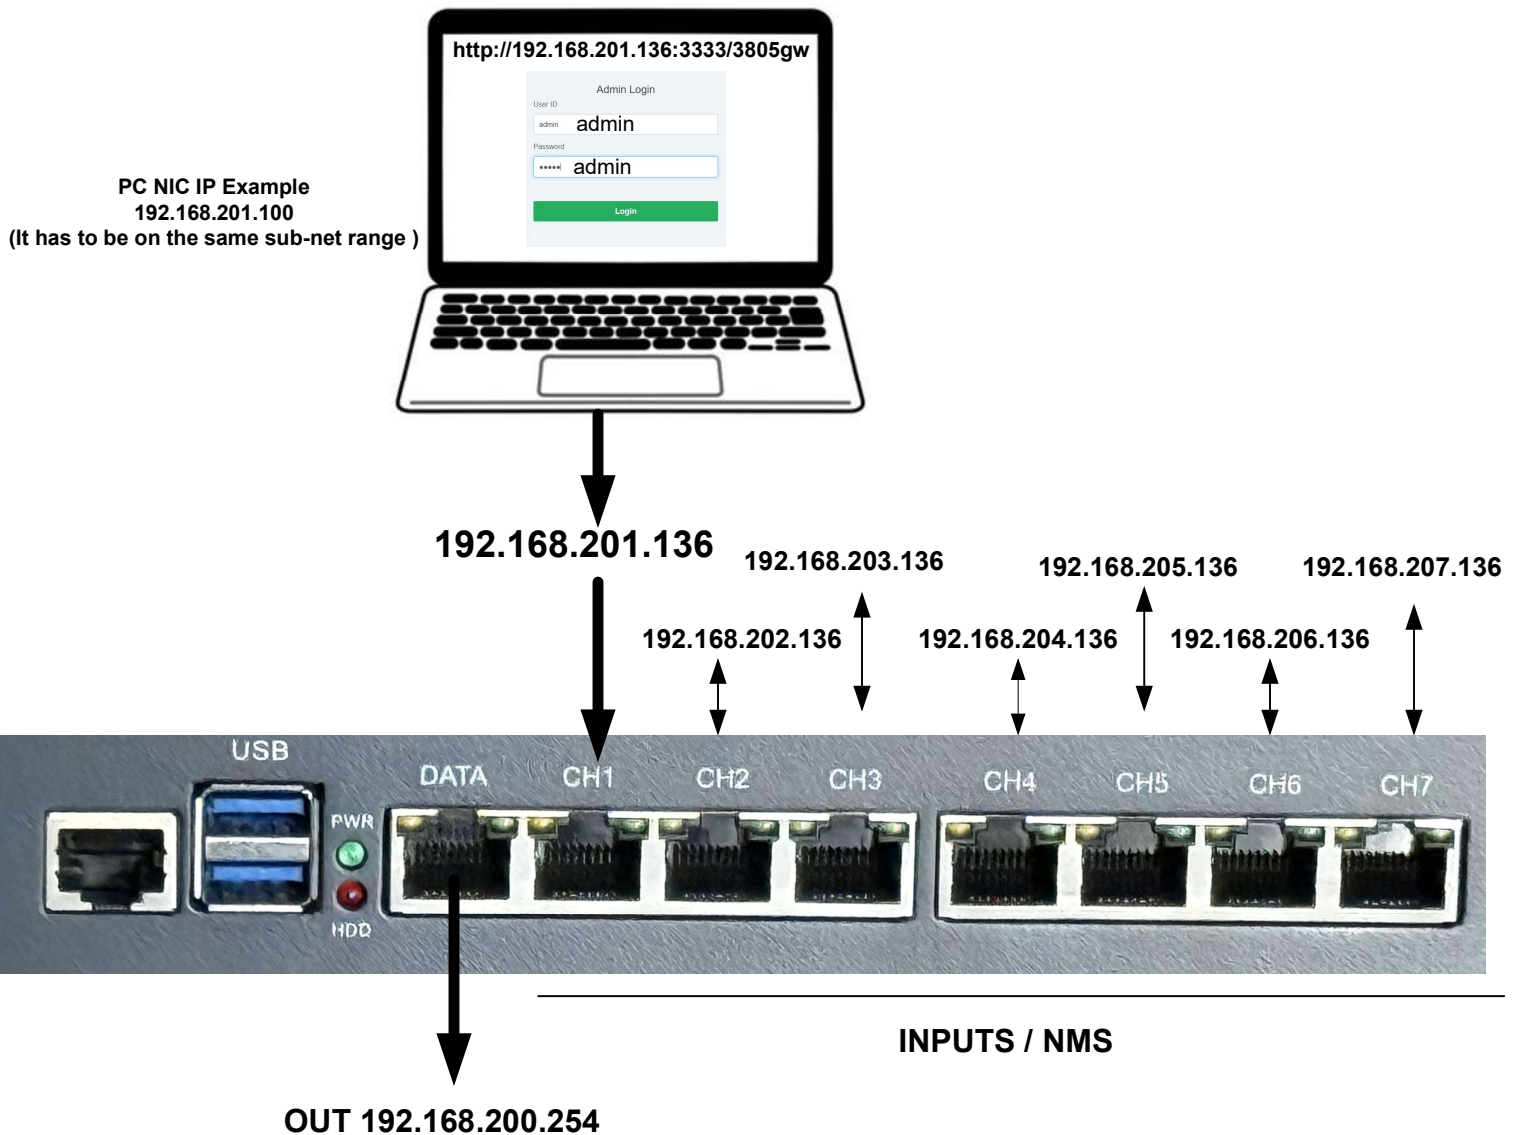 http://192.168.201.136:3333/3805gw
Admin Login
User ID
admin admin
Password
••••• admin
Login
PC NIC IP Example
192.168.201.100
(It has to be on the same sub-net range )
192.168.201.136
192.168.203.136
192.168.205.136
192.168.207.136
192.168.202.136
192.168.204.136
192.168.206.136
USB
DATA
CH1
CH2
CH3
CH4
CH5
CH6
CH7
PWR
HDD
INPUTS / NMS
OUT 192.168.200.254